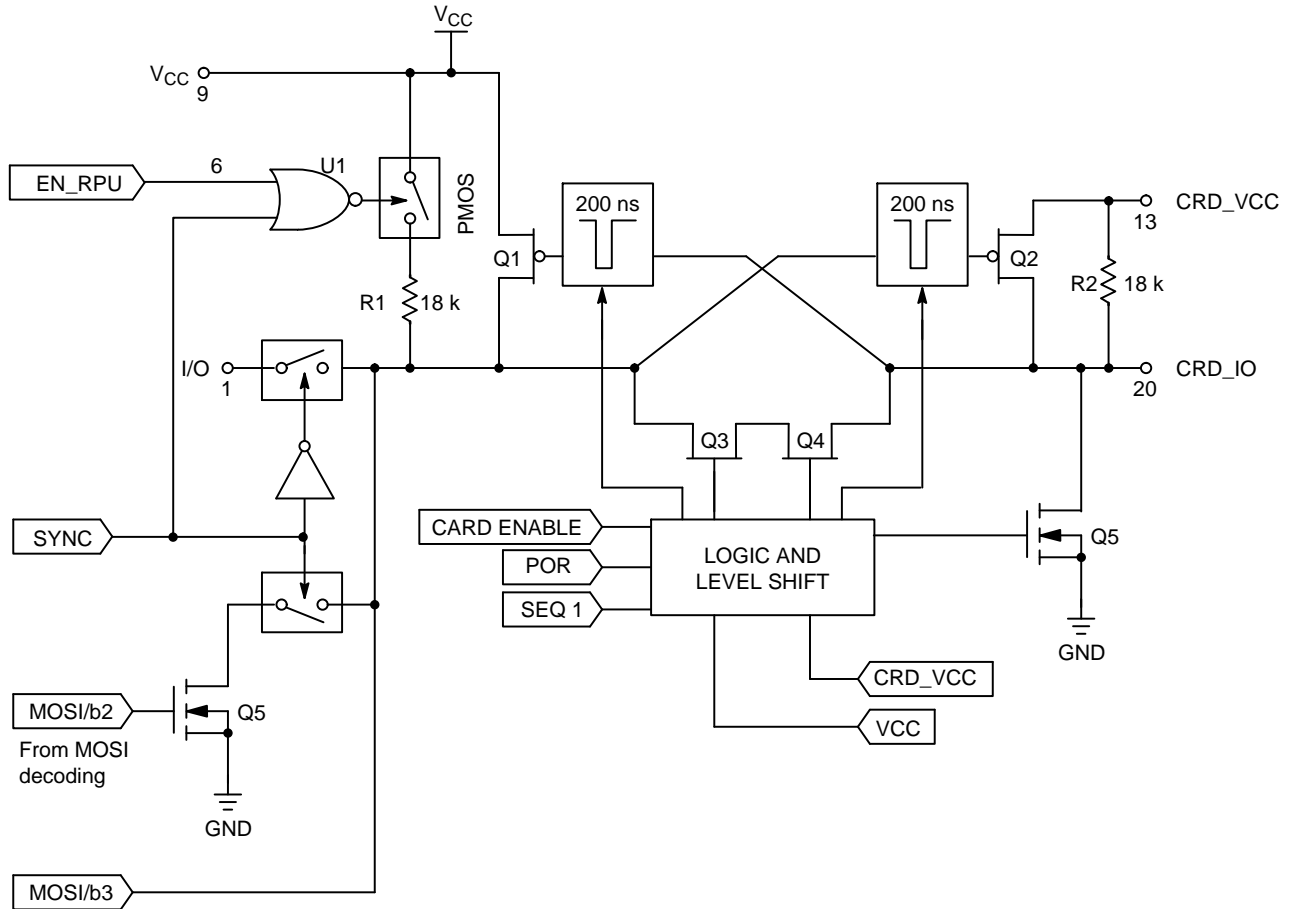 VCC
VCC
9
EN_RPU
6
U1
PMOS
200 ns
200 ns
CRD_VCC
13
Q1
Q2
R1
18 k
R2
18 k
I/O
1
CRD_IO
20
Q3
Q4
SYNC
CARD ENABLE
POR
SEQ 1
LOGIC AND
LEVEL SHIFT
Q5
GND
CRD_VCC
VCC
MOSI/b2
Q5
From MOSI
decoding
GND
MOSI/b3